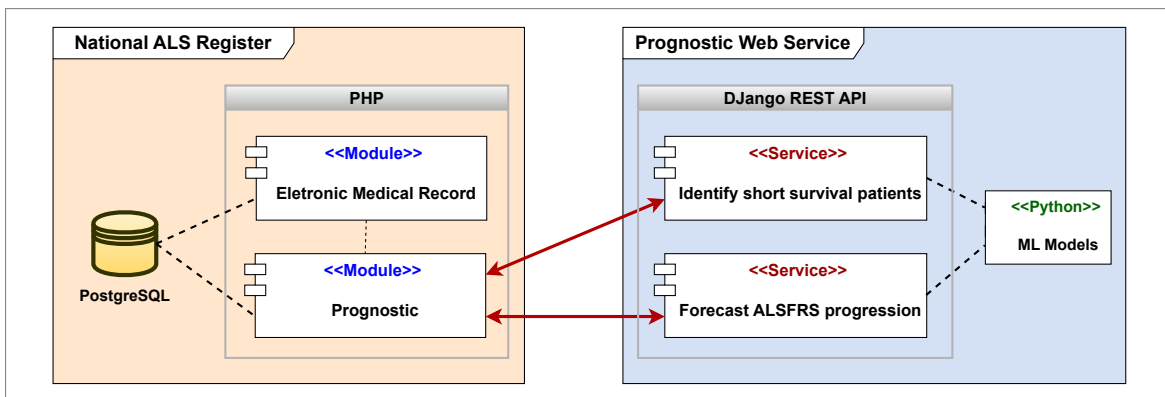 National ALS Register
PHP
<<Module>>
Eletronic Medical Record
<<Module>>
Prognostic
PostgreSQL
Prognostic Web Service
DJango REST API
<<Service>>
Identify short survival patients
<<Service>>
Forecast ALSFRS progression
<<Python>>
ML Models